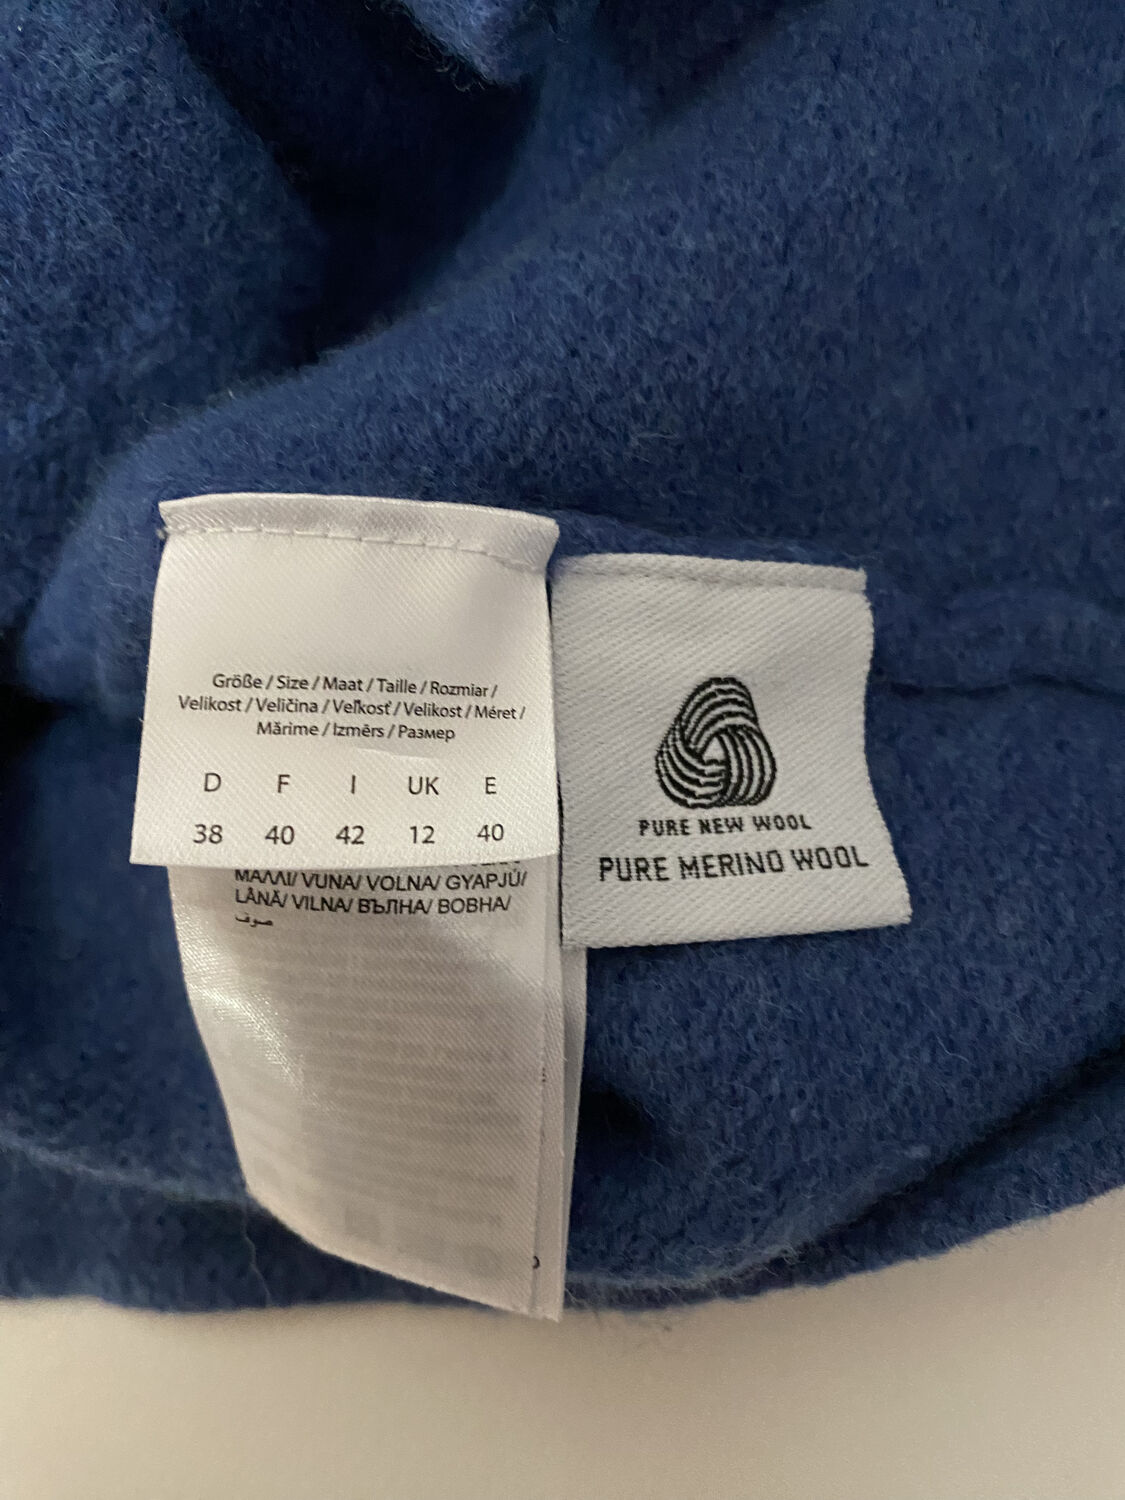 Größe / Size / Maat / Taille / Rozmiar /
Velikost / Veličina / Veľkosť / Velikost / Méret /
Mărime / Izmērs / Размер
D F I UK E
38 40 42 12 40
ΜΑΛΛΙ/ VUNA/ VOLNA/ GYAPJÚ/
LÂNĂ/ VILNA/ ВЪЛНА/ ВОВНА/
صوف
PURE NEW WOOL
PURE MERINO WOOL